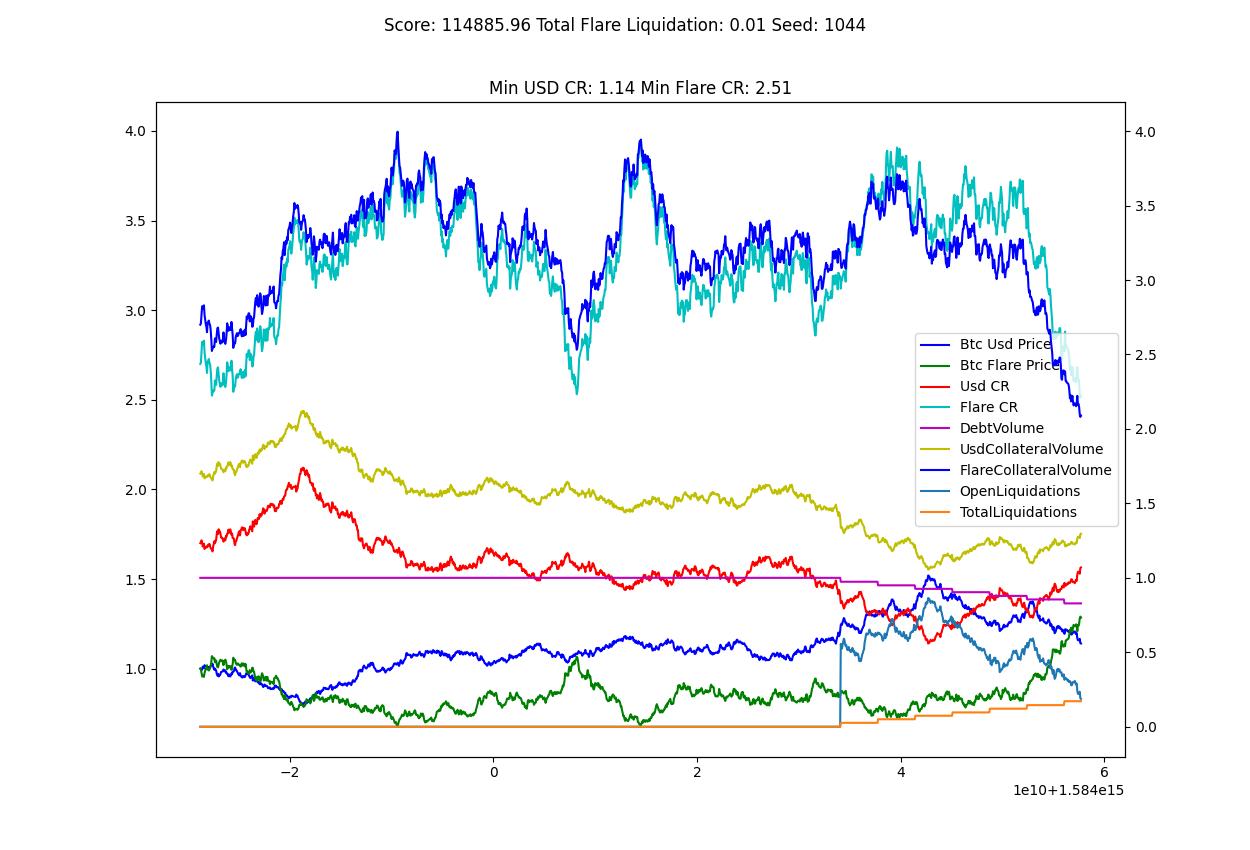 Score: 114885.96 Total Flare Liquidation: 0.01 Seed: 1044
Min USD CR: 1.14 Min Flare CR: 2.51
4.0
3.5
3.0
2.5
2.0
1.5
1.0
4.0
3.5
3.0
2.5
2.0
1.5
1.0
0.5
0.0
Btc Usd Price
Btc Flare Price
Usd CR
Flare CR
DebtVolume
UsdCollateralVolume
FlareCollateralVolume
OpenLiquidations
TotalLiquidations
−2 0 2 4 6
1e10+1.584e15